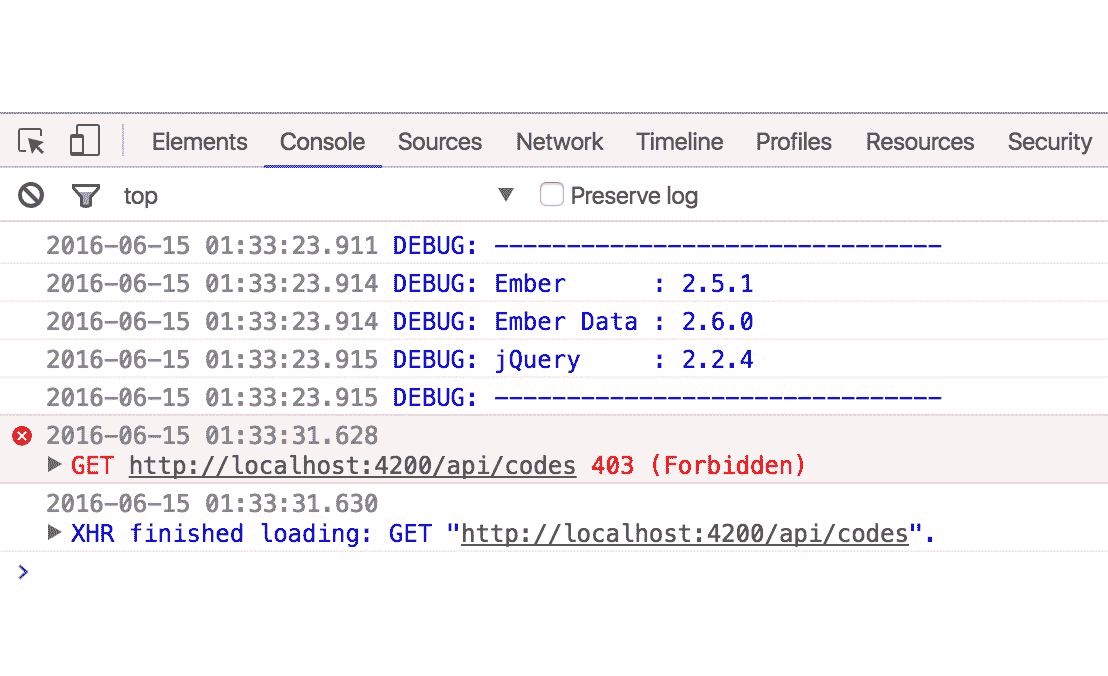 Elements Console Sources Network Timeline Profiles Resources Security
top Preserve log
2016-06-15 01:33:23.911 DEBUG: -------------------------------
2016-06-15 01:33:23.914 DEBUG: Ember      : 2.5.1
2016-06-15 01:33:23.914 DEBUG: Ember Data : 2.6.0
2016-06-15 01:33:23.915 DEBUG: jQuery     : 2.2.4
2016-06-15 01:33:23.915 DEBUG: -------------------------------
2016-06-15 01:33:31.628
GET http://localhost:4200/api/codes 403 (Forbidden)
2016-06-15 01:33:31.630
XHR finished loading: GET "http://localhost:4200/api/codes".